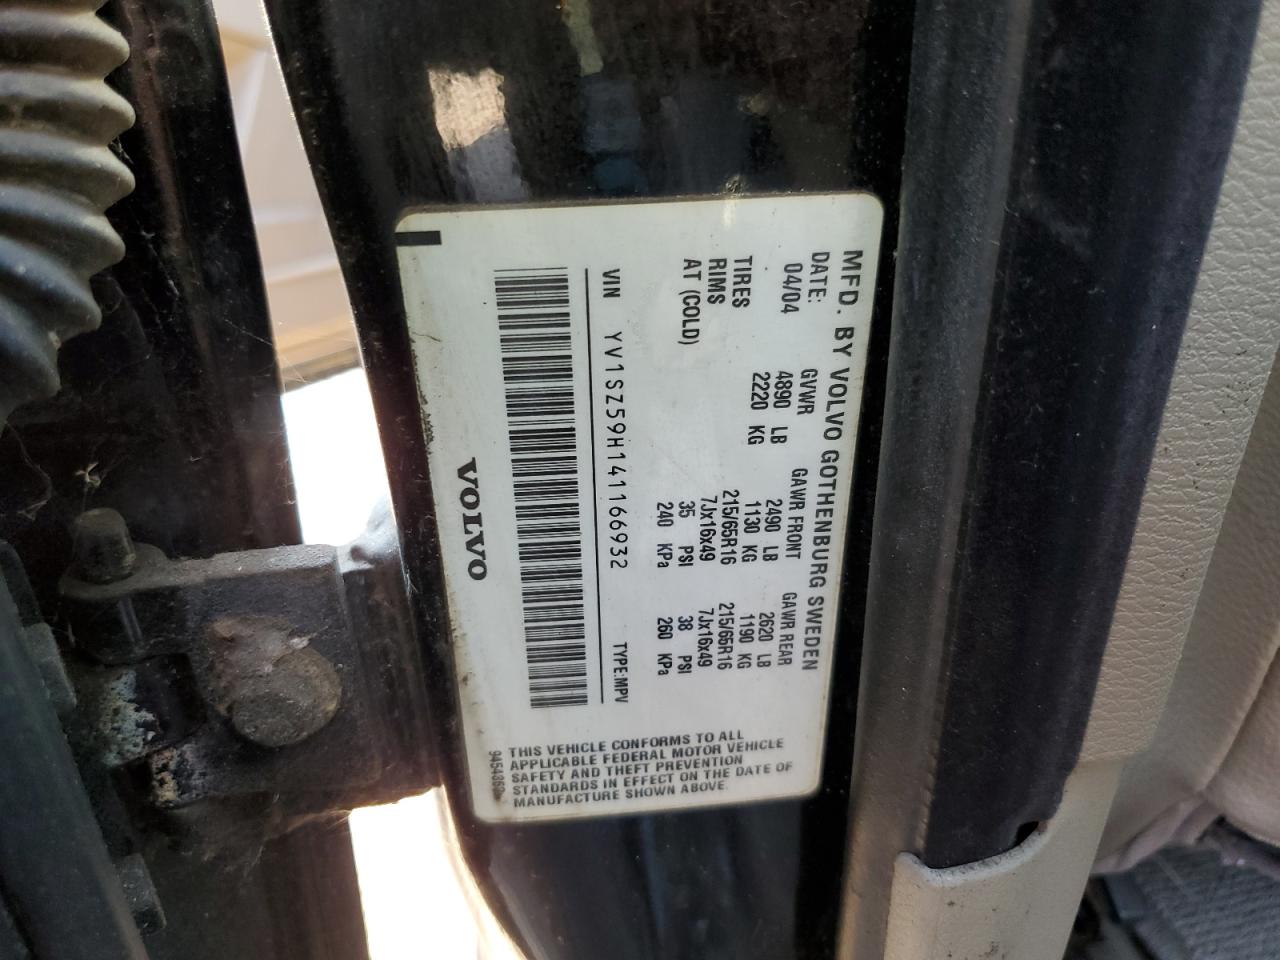 MFD. BY VOLVO GOTHENBURG SWEDEN
DATE: GVWR GAWR FRONT GAWR REAR
04/04 4890 LB 2490 LB 2620 LB
2220 KG 1130 KG 1190 KG
TIRES 215/65R16 215/65R16
RIMS 7Jx16x49 7Jx16x49
AT (COLD) 35 PSI 38 PSI
240 KPa 260 KPa
VIN YV1SZ59H141166932 TYPE:MPV
VOLVO
THIS VEHICLE CONFORMS TO ALL
APPLICABLE FEDERAL MOTOR VEHICLE
SAFETY AND THEFT PREVENTION
STANDARDS IN EFFECT ON THE DATE OF
MANUFACTURE SHOWN ABOVE.